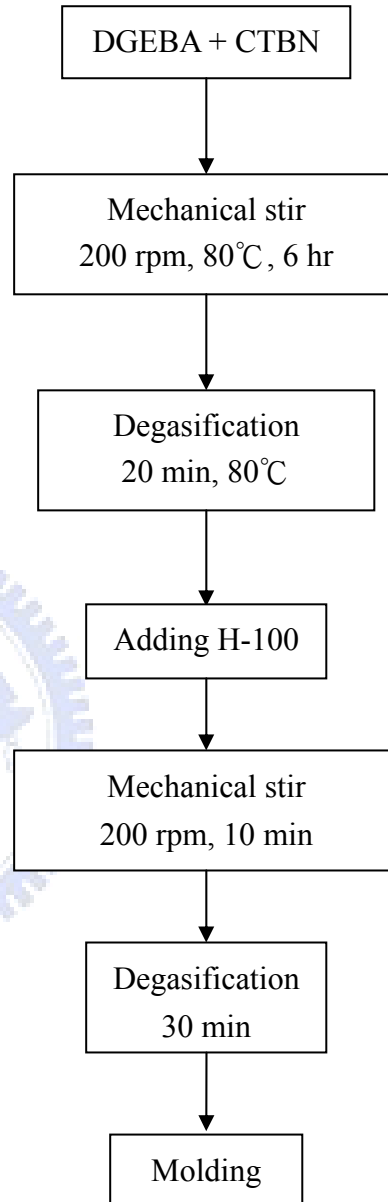 DGEBA + CTBN
Mechanical stir
200 rpm, 80℃, 6 hr
Degasification
20 min, 80℃
Adding H-100
Mechanical stir
200 rpm, 10 min
Degasification
30 min
Molding